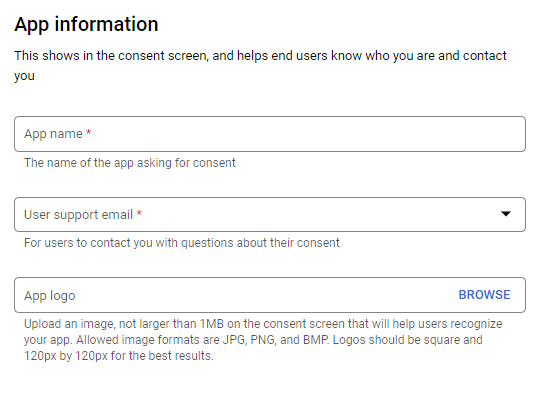 App information
This shows in the consent screen, and helps end users know who you are and contact
you
App name *
The name of the app asking for consent
User support email *
For users to contact you with questions about their consent
App logo
BROWSE
Upload an image, not larger than 1MB on the consent screen that will help users recognize
your app. Allowed image formats are JPG, PNG, and BMP. Logos should be square and
120px by 120px for the best results.